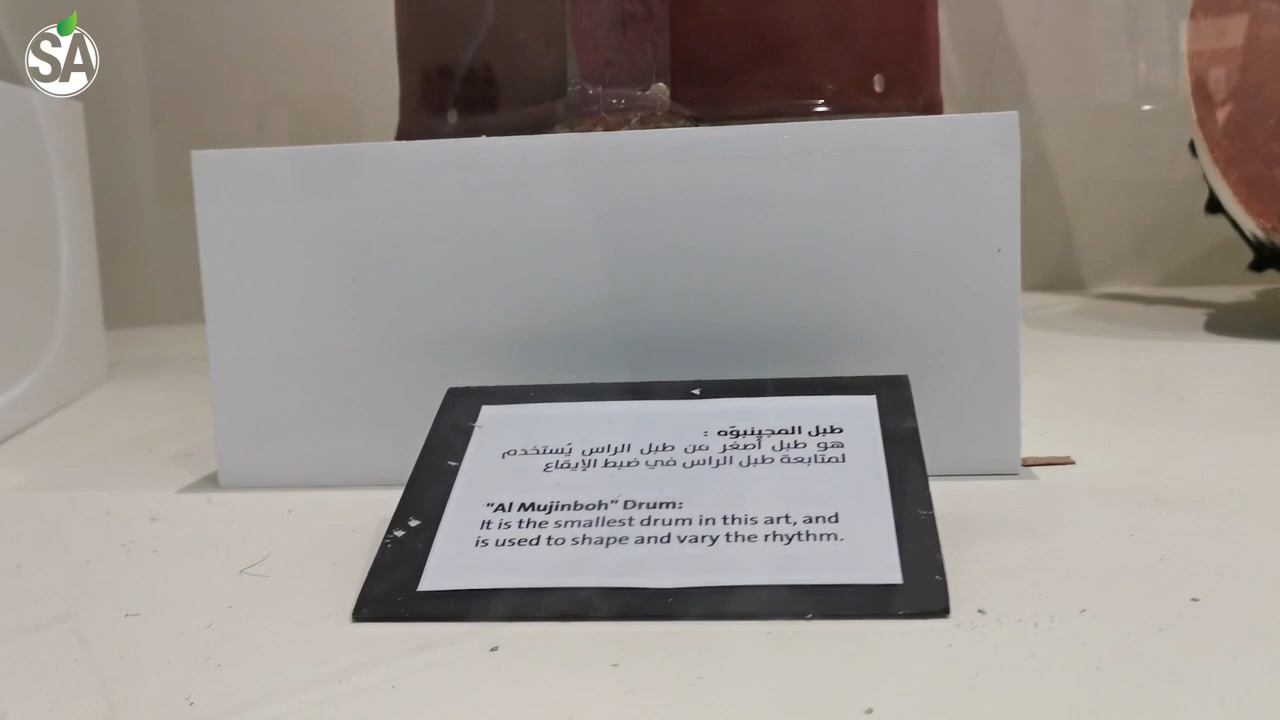 SA
طبل المجينبوّه :
هو طبل أصغر عن طبل الراس يُستخدم
لمتابعة طبل الراس في ضبط الإيقاع
"Al Mujinboh" Drum:
It is the smallest drum in this art, and
is used to shape and vary the rhythm.